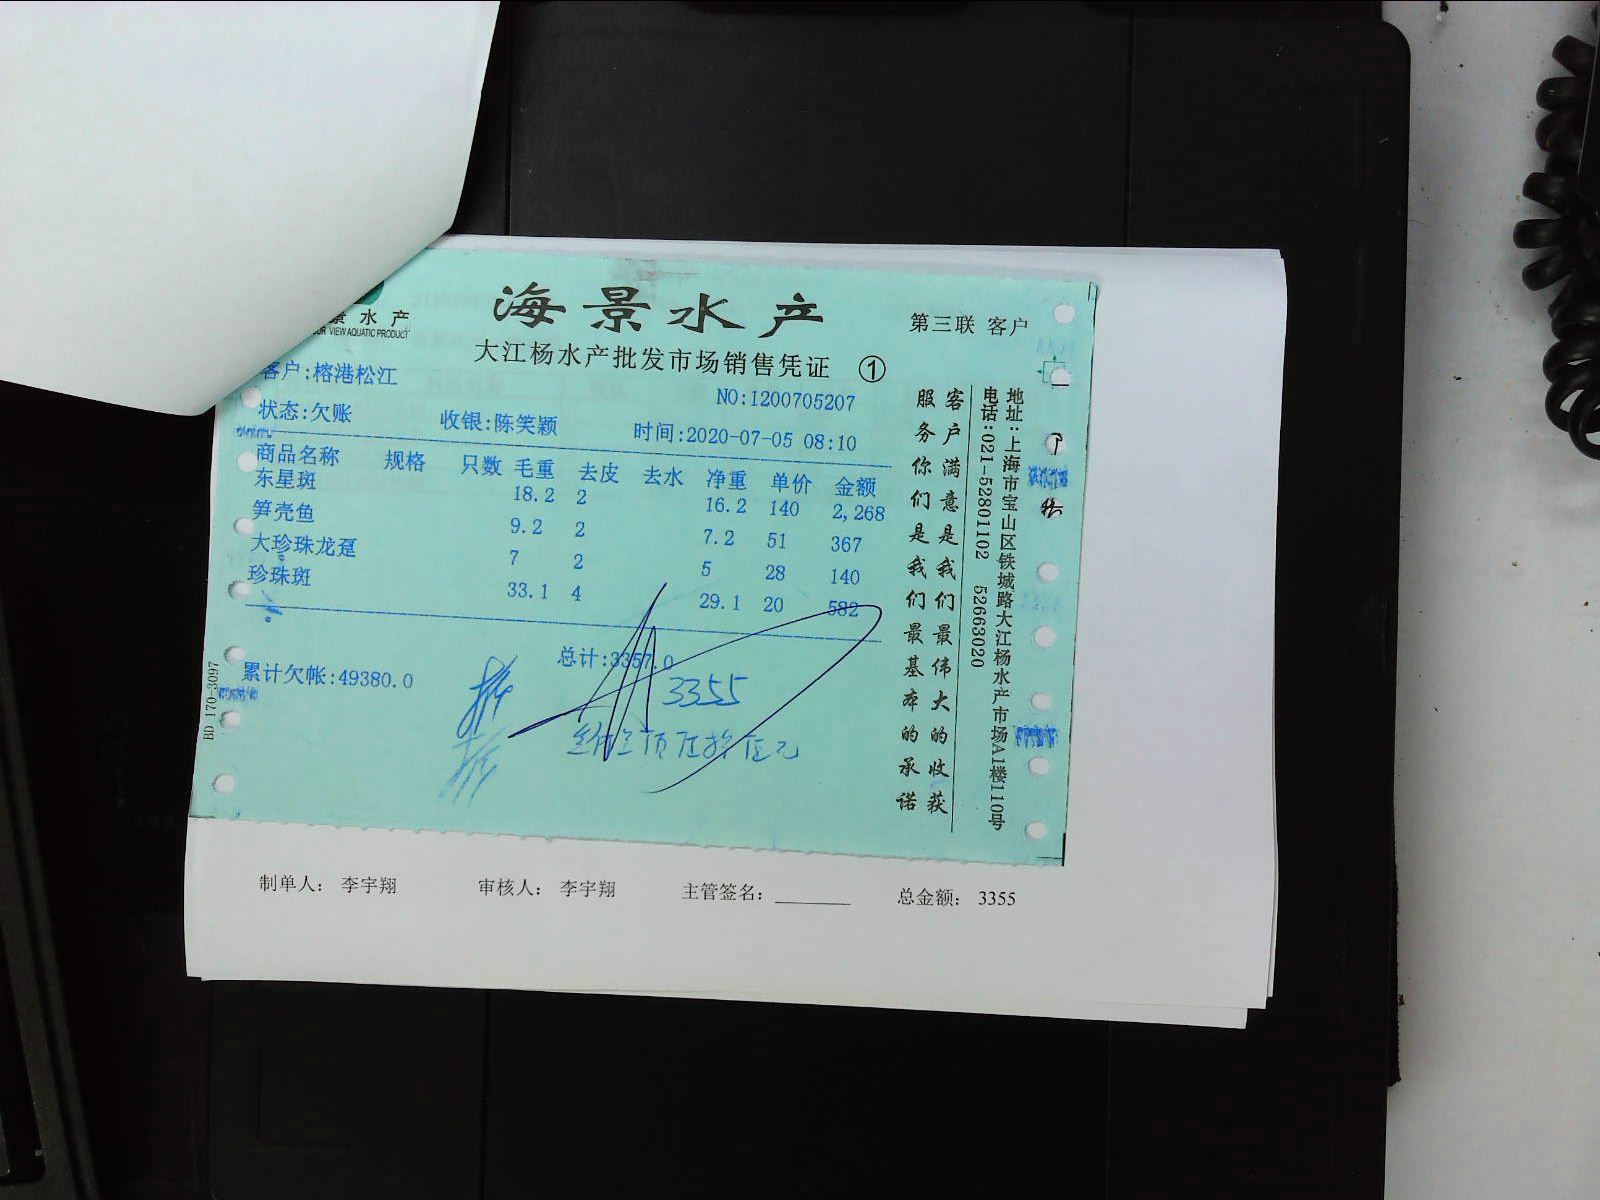 海景水产
第三联 客户
景水产
OUR VIEW AQUATIC PRODUCT
大江杨水产批发市场销售凭证 ①
客户:榕港松江
NO:1200705207
状态:欠账 收银:陈笑颖 时间:2020-07-05 08:10
商品名称 规格 只数 毛重 去皮 去水 净重 单价 金额
东星斑 18.2 2 16.2 140 2,268
笋壳鱼 9.2 2 7.2 51 367
大珍珠龙趸 7 2 5 28 140
珍珠斑 33.1 4 29.1 20 582
总计:3357.0
累计欠帐:49380.0
3355
BD 170-3097
客户满意是我们最伟大的收获
服务你们是我们最基本的承诺
地址:上海市宝山区铁城路大江杨水产市场A1楼110号
电话:021-52801102 52663020
制单人: 李宇翔 审核人: 李宇翔 主管签名: 总金额: 3355